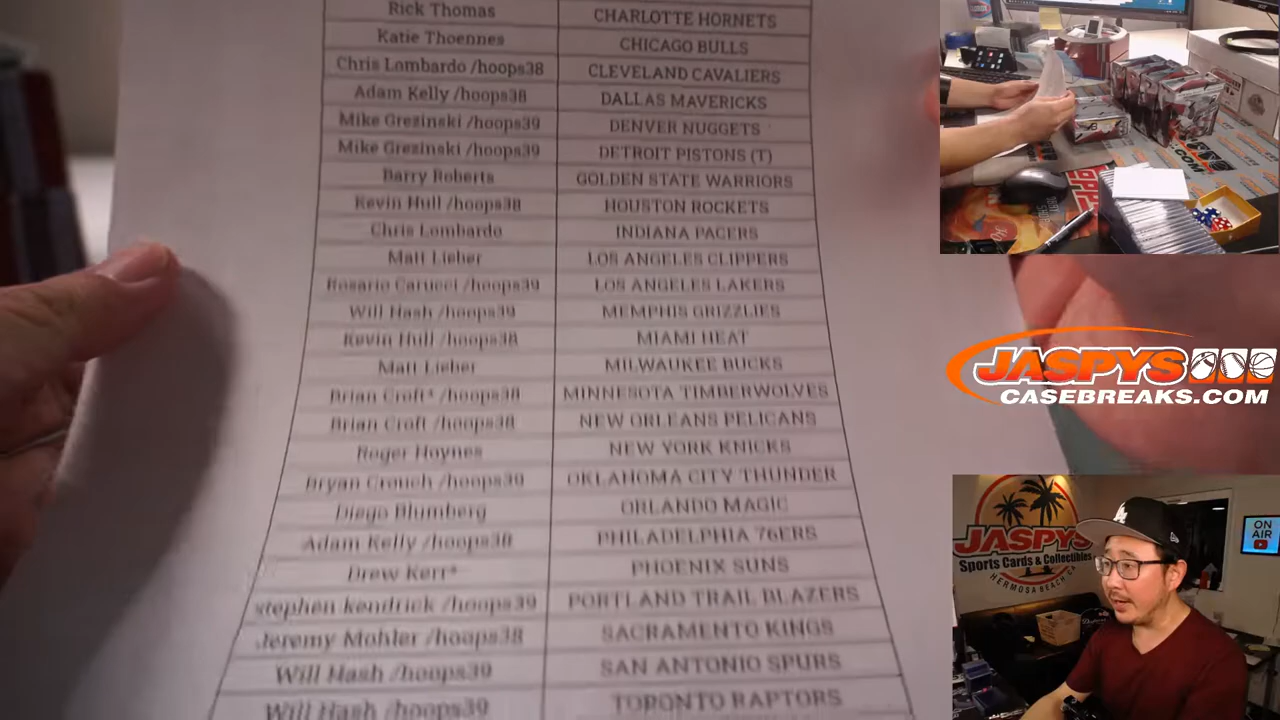 Rick Thomas CHARLOTTE HORNETS
Katie Thoennes CHICAGO BULLS
Chris Lombardo /hoops38 CLEVELAND CAVALIERS
Adam Kelly /hoops38 DALLAS MAVERICKS
Mike Grezinski /hoops39 DENVER NUGGETS
Mike Grezinski /hoops39 DETROIT PISTONS (T)
Barry Roberts GOLDEN STATE WARRIORS
Kevin Hull /hoops38 HOUSTON ROCKETS
Chris Lombardo INDIANA PACERS
Matt Lieber LOS ANGELES CLIPPERS
Rosario Carucci /hoops39 LOS ANGELES LAKERS
Will Hash /hoops39 MEMPHIS GRIZZLIES
Kevin Hull /hoops38 MIAMI HEAT
Matt Lieber MILWAUKEE BUCKS
Brian Croft* /hoops38 MINNESOTA TIMBERWOLVES
Brian Croft /hoops38 NEW ORLEANS PELICANS
Roger Hoynes NEW YORK KNICKS
Bryan Crouch /hoops39 OKLAHOMA CITY THUNDER
Diego Blumberg ORLANDO MAGIC
Adam Kelly /hoops38 PHILADELPHIA 76ERS
Drew Kerr* PHOENIX SUNS
stephen kendrick /hoops39 PORTLAND TRAIL BLAZERS
Jeremy Mohler /hoops38 SACRAMENTO KINGS
Will Hash /hoops39 SAN ANTONIO SPURS
Will Hash /hoops39 TORONTO RAPTORS
JASPYS
CASEBREAKS.COM
JASPYS
Sports Cards & Collectibles
HERMOSA BEACH CA
ON
AIR